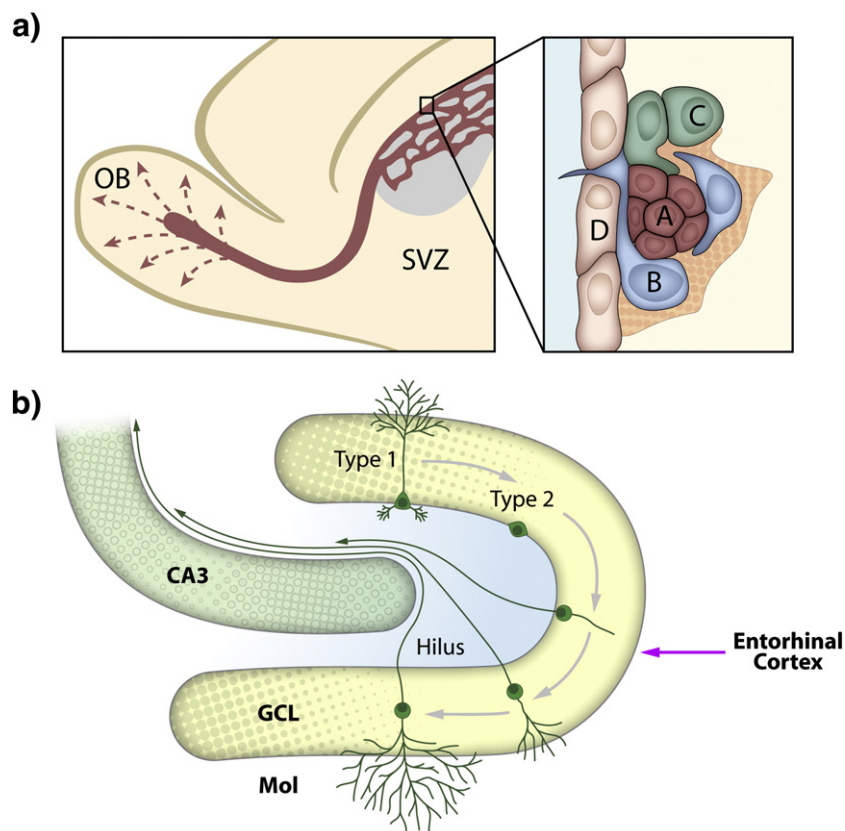 a)
OB
SVZ
C
A
D
B
b)
Type 1
Type 2
CA3
Hilus
Entorhinal
Cortex
GCL
Mol